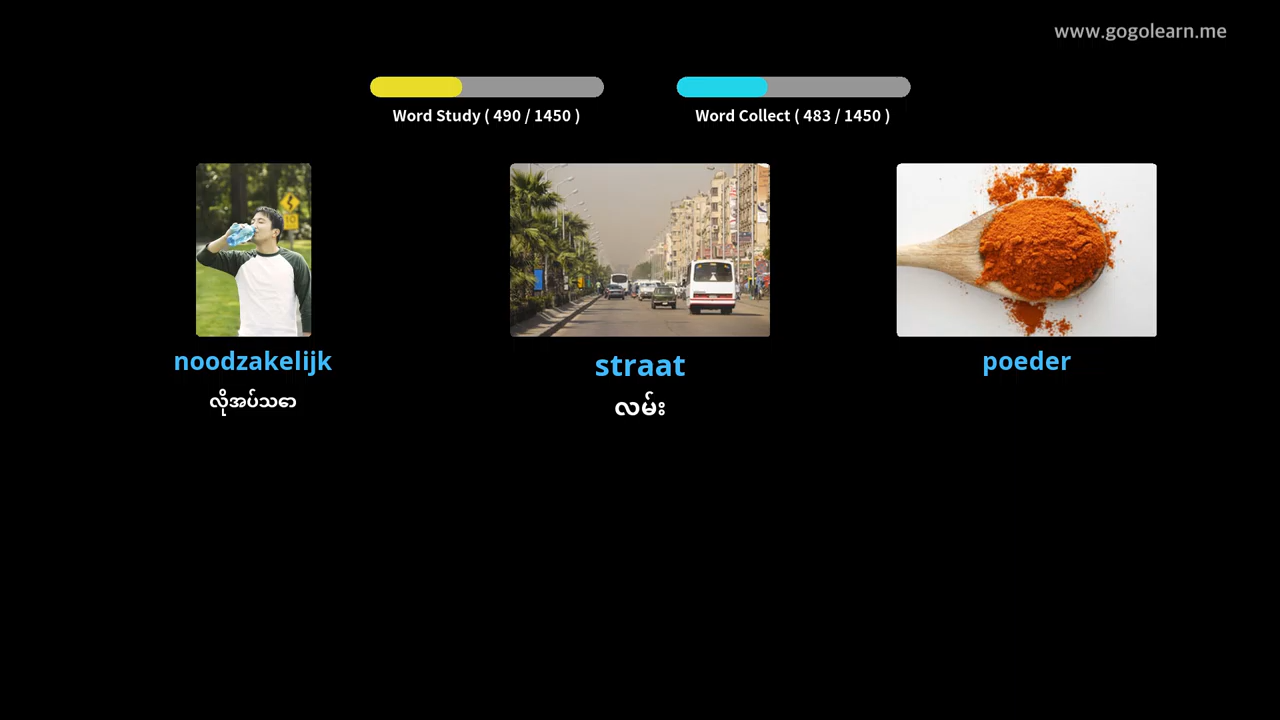 www.gogolearn.me
Word Study ( 490 / 1450 )
Word Collect ( 483 / 1450 )
noodzakelijk
straat
poeder
လိုအပ်သော
လမ်း